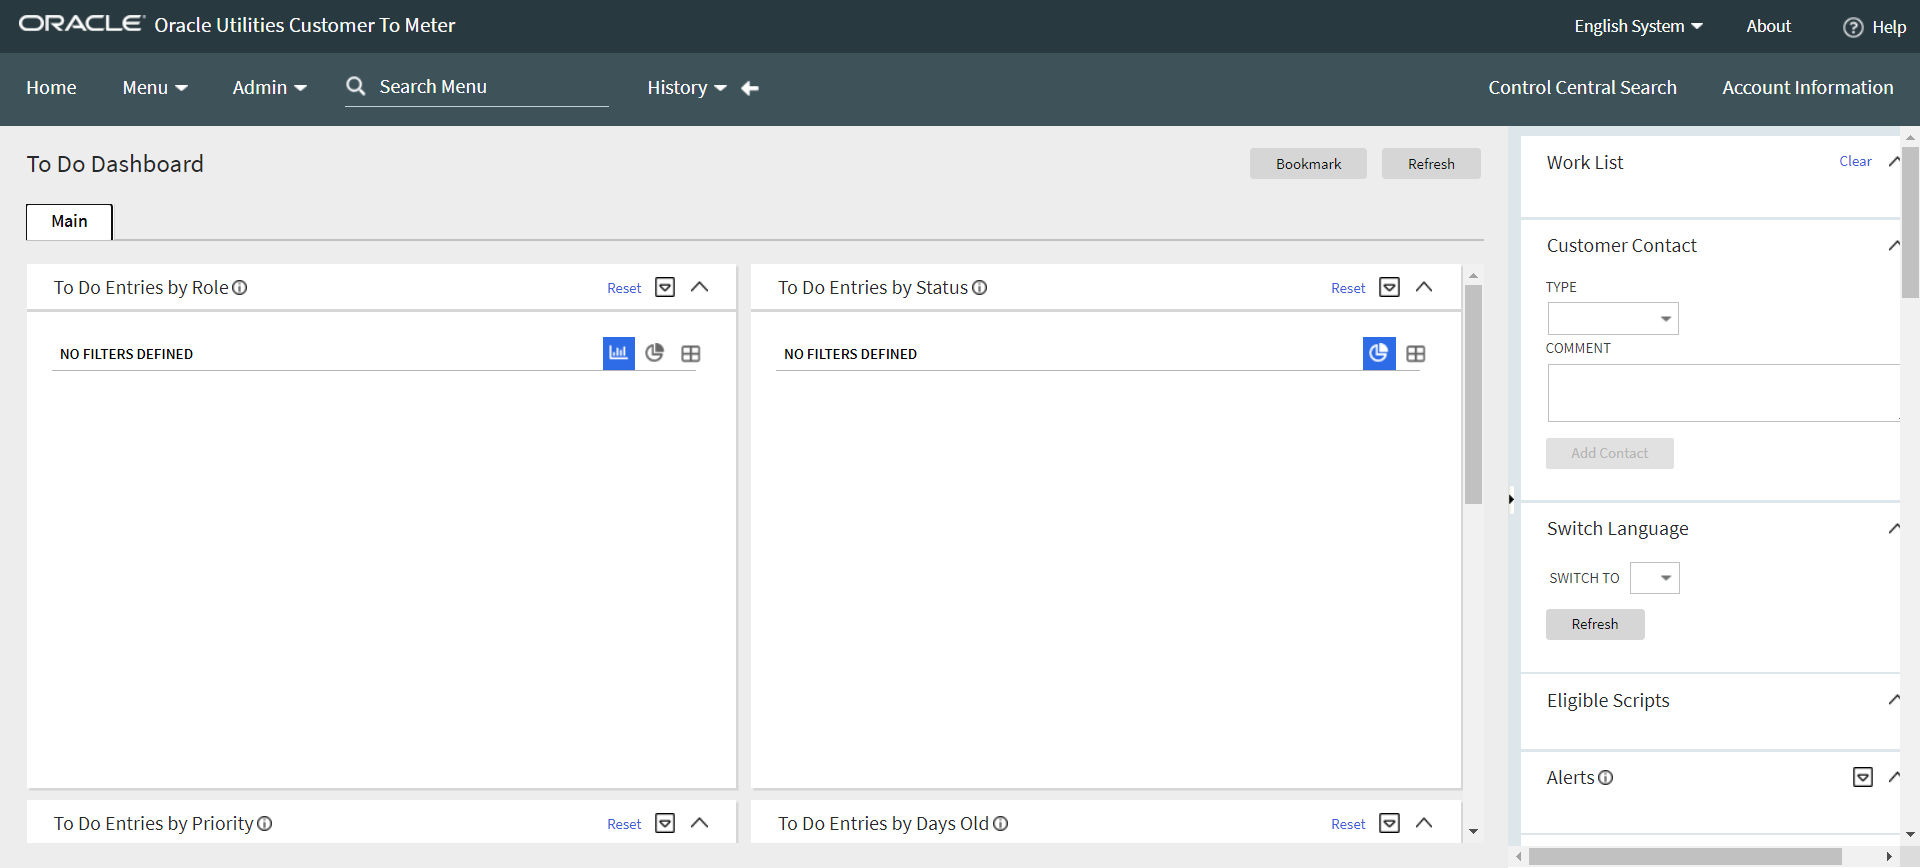 ORACLE Oracle Utilities Customer To Meter
English System
About
Help
Home
Menu
Admin
Search Menu
History
Control Central Search
Account Information
To Do Dashboard
Bookmark
Refresh
Main
To Do Entries by Role
Reset
NO FILTERS DEFINED
To Do Entries by Status
Reset
NO FILTERS DEFINED
To Do Entries by Priority
Reset
To Do Entries by Days Old
Reset
Work List
Clear
Customer Contact
TYPE
COMMENT
Add Contact
Switch Language
SWITCH TO
Refresh
Eligible Scripts
Alerts